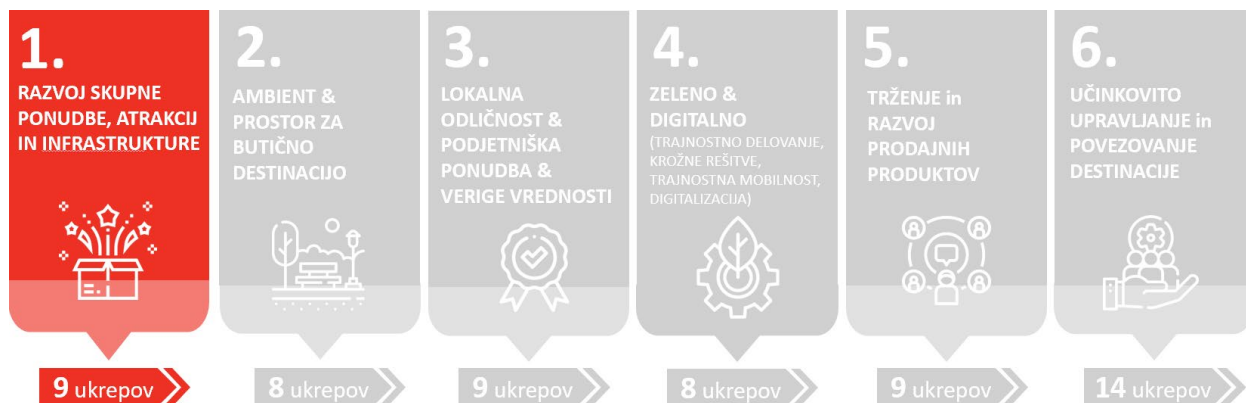 1.
RAZVOJ SKUPNE
PONUDBE, ATRAKCIJ
IN INFRASTRUKTURE
9 ukrepov
2.
AMBIENT &
PROSTOR ZA
BUTIČNO
DESTINACIJO
8 ukrepov
3.
LOKALNA
ODLIČNOST &
PODJETNIŠKA
PONUDBA &
VERIGE VREDNOSTI
9 ukrepov
4.
ZELENO &
DIGITALNO
(TRAJNOSTNO DELOVANJE,
KROŽNE REŠITVE,
TRAJNOSTNA MOBILNOST,
DIGITALIZACIJA)
8 ukrepov
5.
TRŽENJE in
RAZVOJ
PRODAJNIH
PRODUKTOV
9 ukrepov
6.
UČINKOVITO
UPRAVLJANJE in
POVEZOVANJE
DESTINACIJE
14 ukrepov